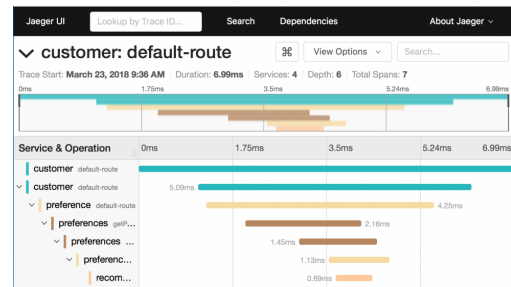 Jaeger UI Lookup by Trace ID... Search Dependencies About Jaeger
customer: default-route ⌘ View Options Search...
Trace Start: March 23, 2018 9:36 AM Duration: 6.99ms Services: 4 Depth: 6 Total Spans: 7
0ms 1.75ms 3.5ms 5.24ms 6.99ms
Service & Operation 0ms 1.75ms 3.5ms 5.24ms 6.99ms
customer default-route
customer default-route 5.09ms
preference default-route 4.25ms
preferences getP... 2.16ms
preferences ... 1.45ms
preferenc... 1.13ms
recom... 0.69ms